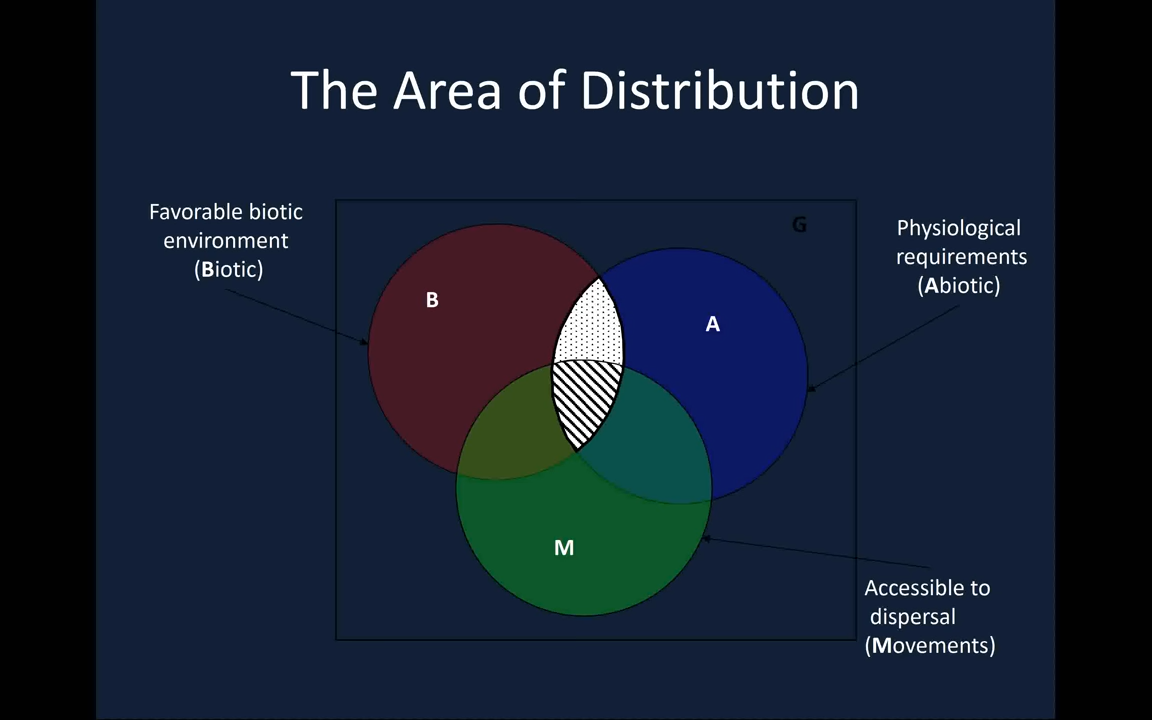 The Area of Distribution
Favorable biotic
environment
(Biotic)
G
Physiological
requirements
(Abiotic)
B
A
M
Accessible to
dispersal
(Movements)